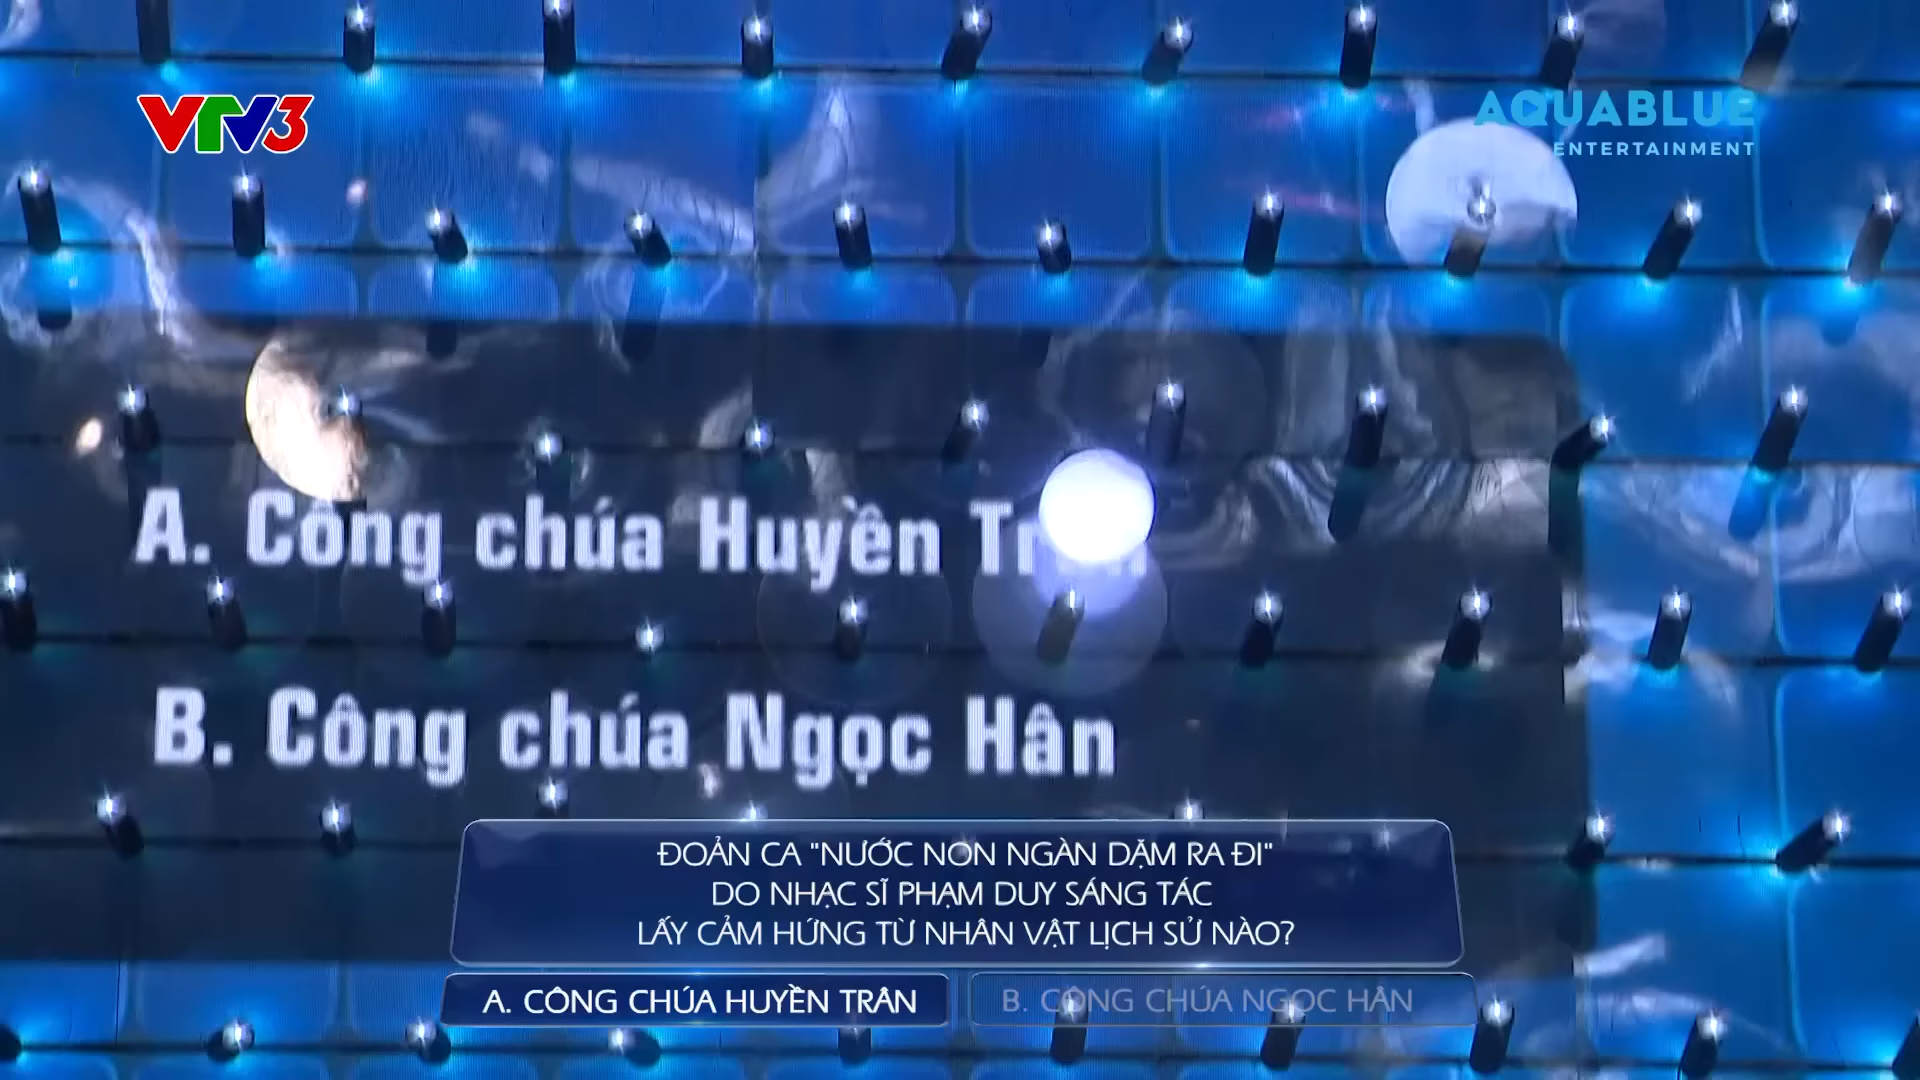 VTV3
AQUABLUE
ENTERTAINMENT
A. Công chúa Huyền
B. Công chúa Ngọc Hân
ĐOẢN CA "NƯỚC NON NGÀN DẶM RA ĐI"
DO NHẠC SĨ PHẠM DUY SÁNG TÁC
LẤY CẢM HỨNG TỪ NHÂN VẬT LỊCH SỬ NÀO?
A. CÔNG CHÚA HUYỀN TRÂN
B. CÔNG CHÚA NGỌC HÂN